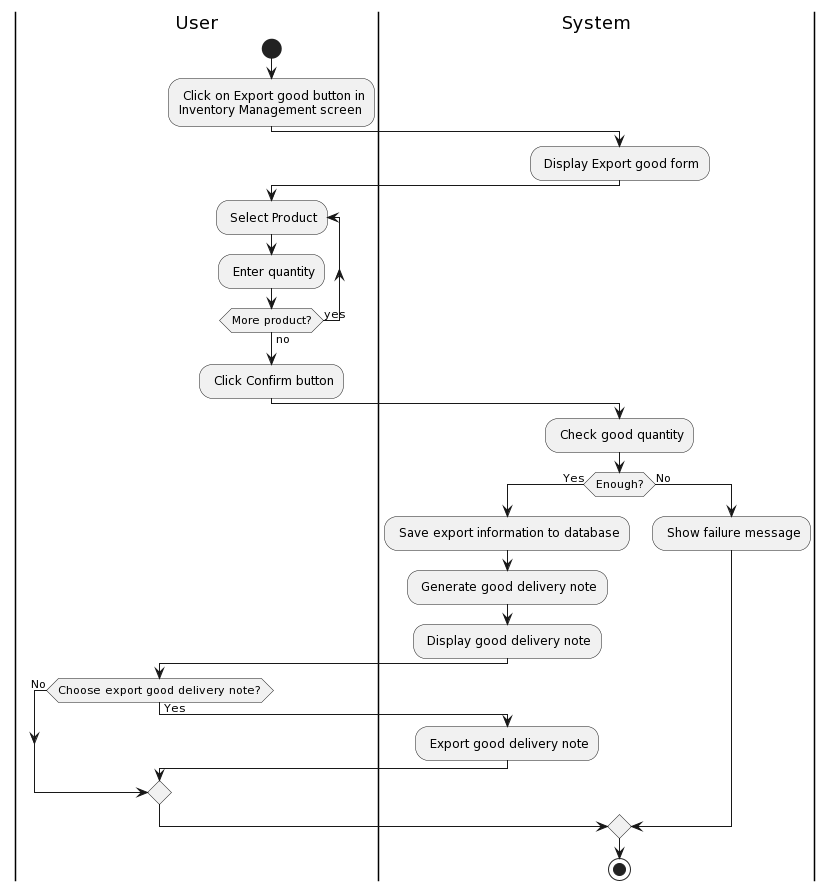 User
System
Click on Export good button in
Inventory Management screen
Display Export good form
Select Product
Enter quantity
More product?
yes
no
Click Confirm button
Check good quantity
Yes
Enough?
No
Save export information to database
Show failure message
Generate good delivery note
Display good delivery note
No
Choose export good delivery note?
Yes
Export good delivery note